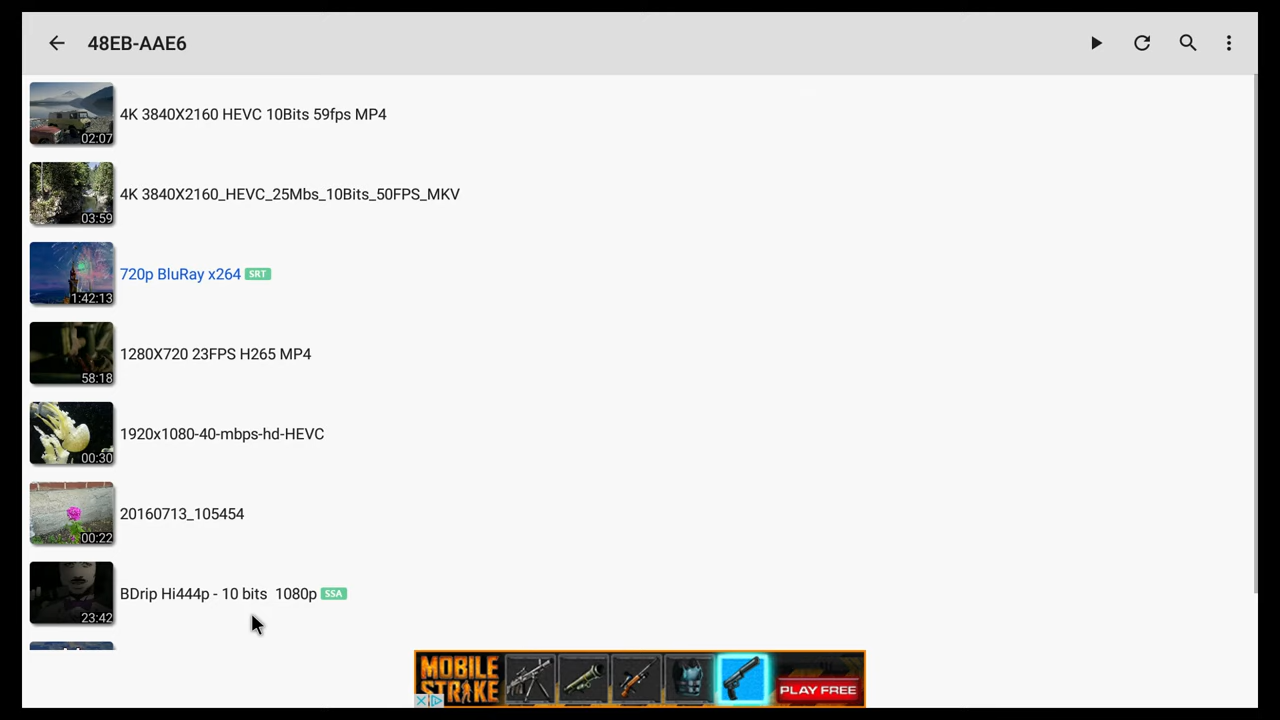 48EB-AAE6
4K 3840X2160 HEVC 10Bits 59fps MP4
02:07
4K 3840X2160_HEVC_25Mbs_10Bits_50FPS_MKV
03:59
720p BluRay x264 SRT
1:42:13
1280X720 23FPS H265 MP4
58:18
1920x1080-40-mbps-hd-HEVC
00:30
20160713_105454
00:22
BDrip Hi444p - 10 bits  1080p SSA
23:42
MOBILE
STRIKE
PLAY FREE